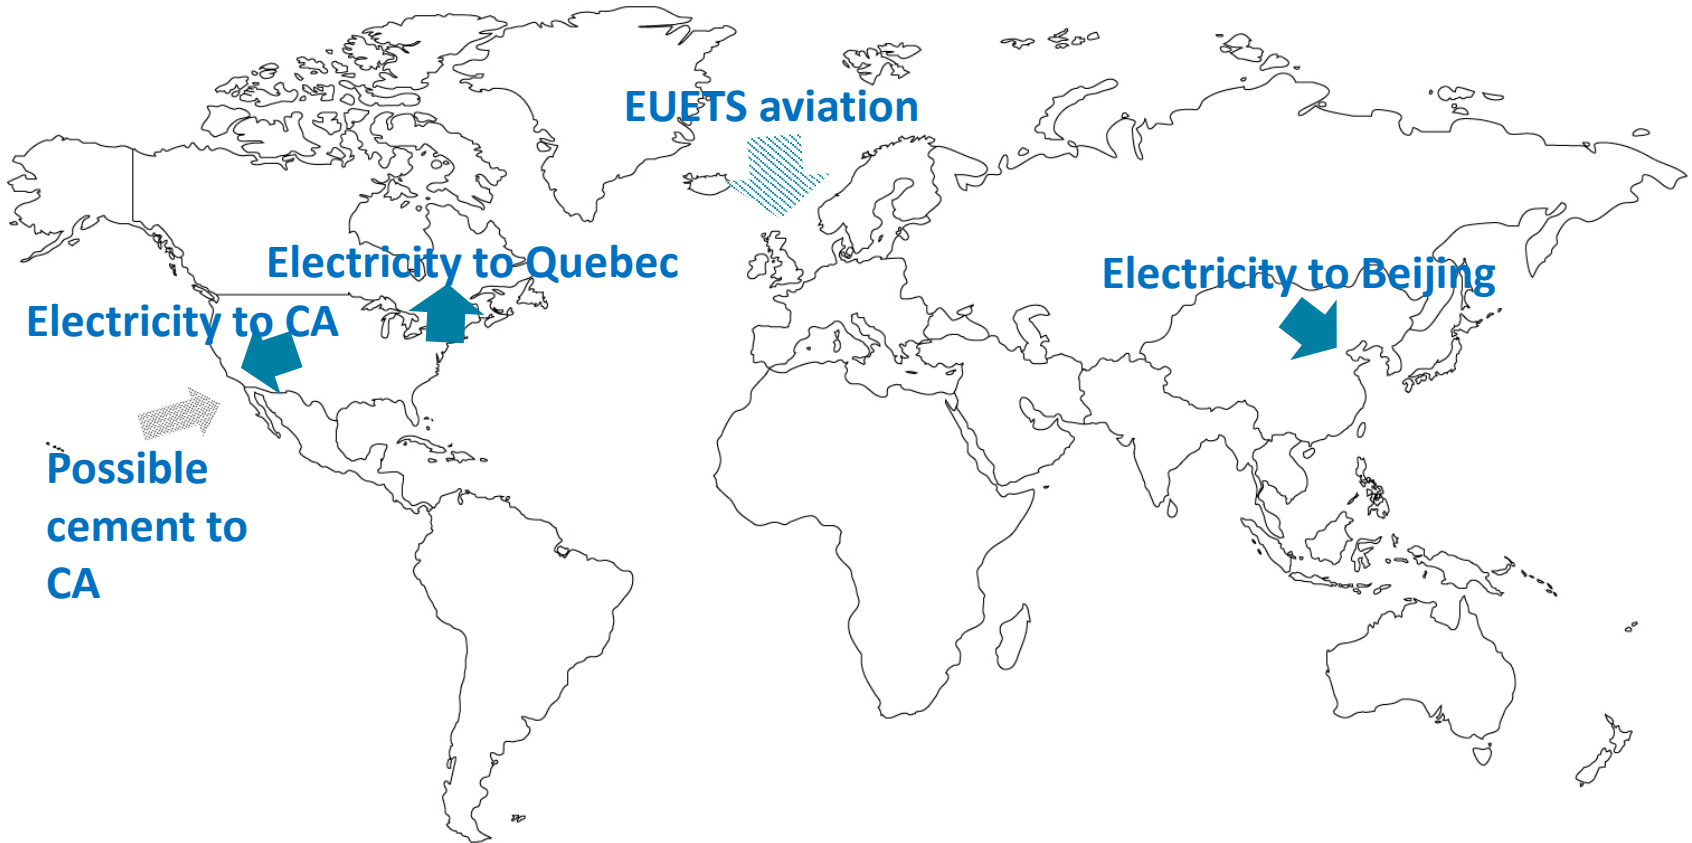 EUETS aviation
Electricity to Quebec
Electricity to Beijing
Electricity to CA
Possible
cement to
CA